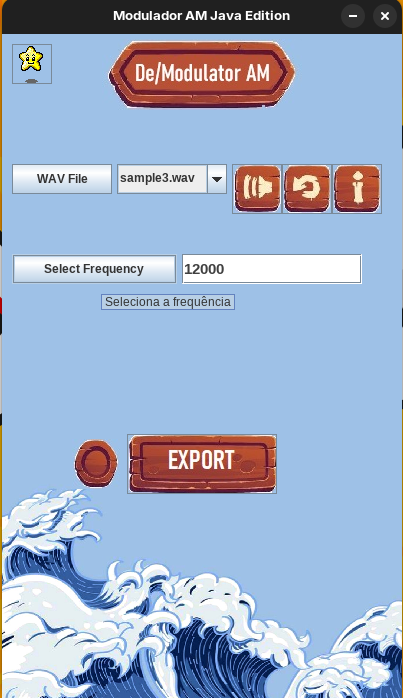 Modulador AM Java Edition
De/Modulator AM
WAV File
sample3.wav
Select Frequency
12000
Seleciona a frequência
EXPORT